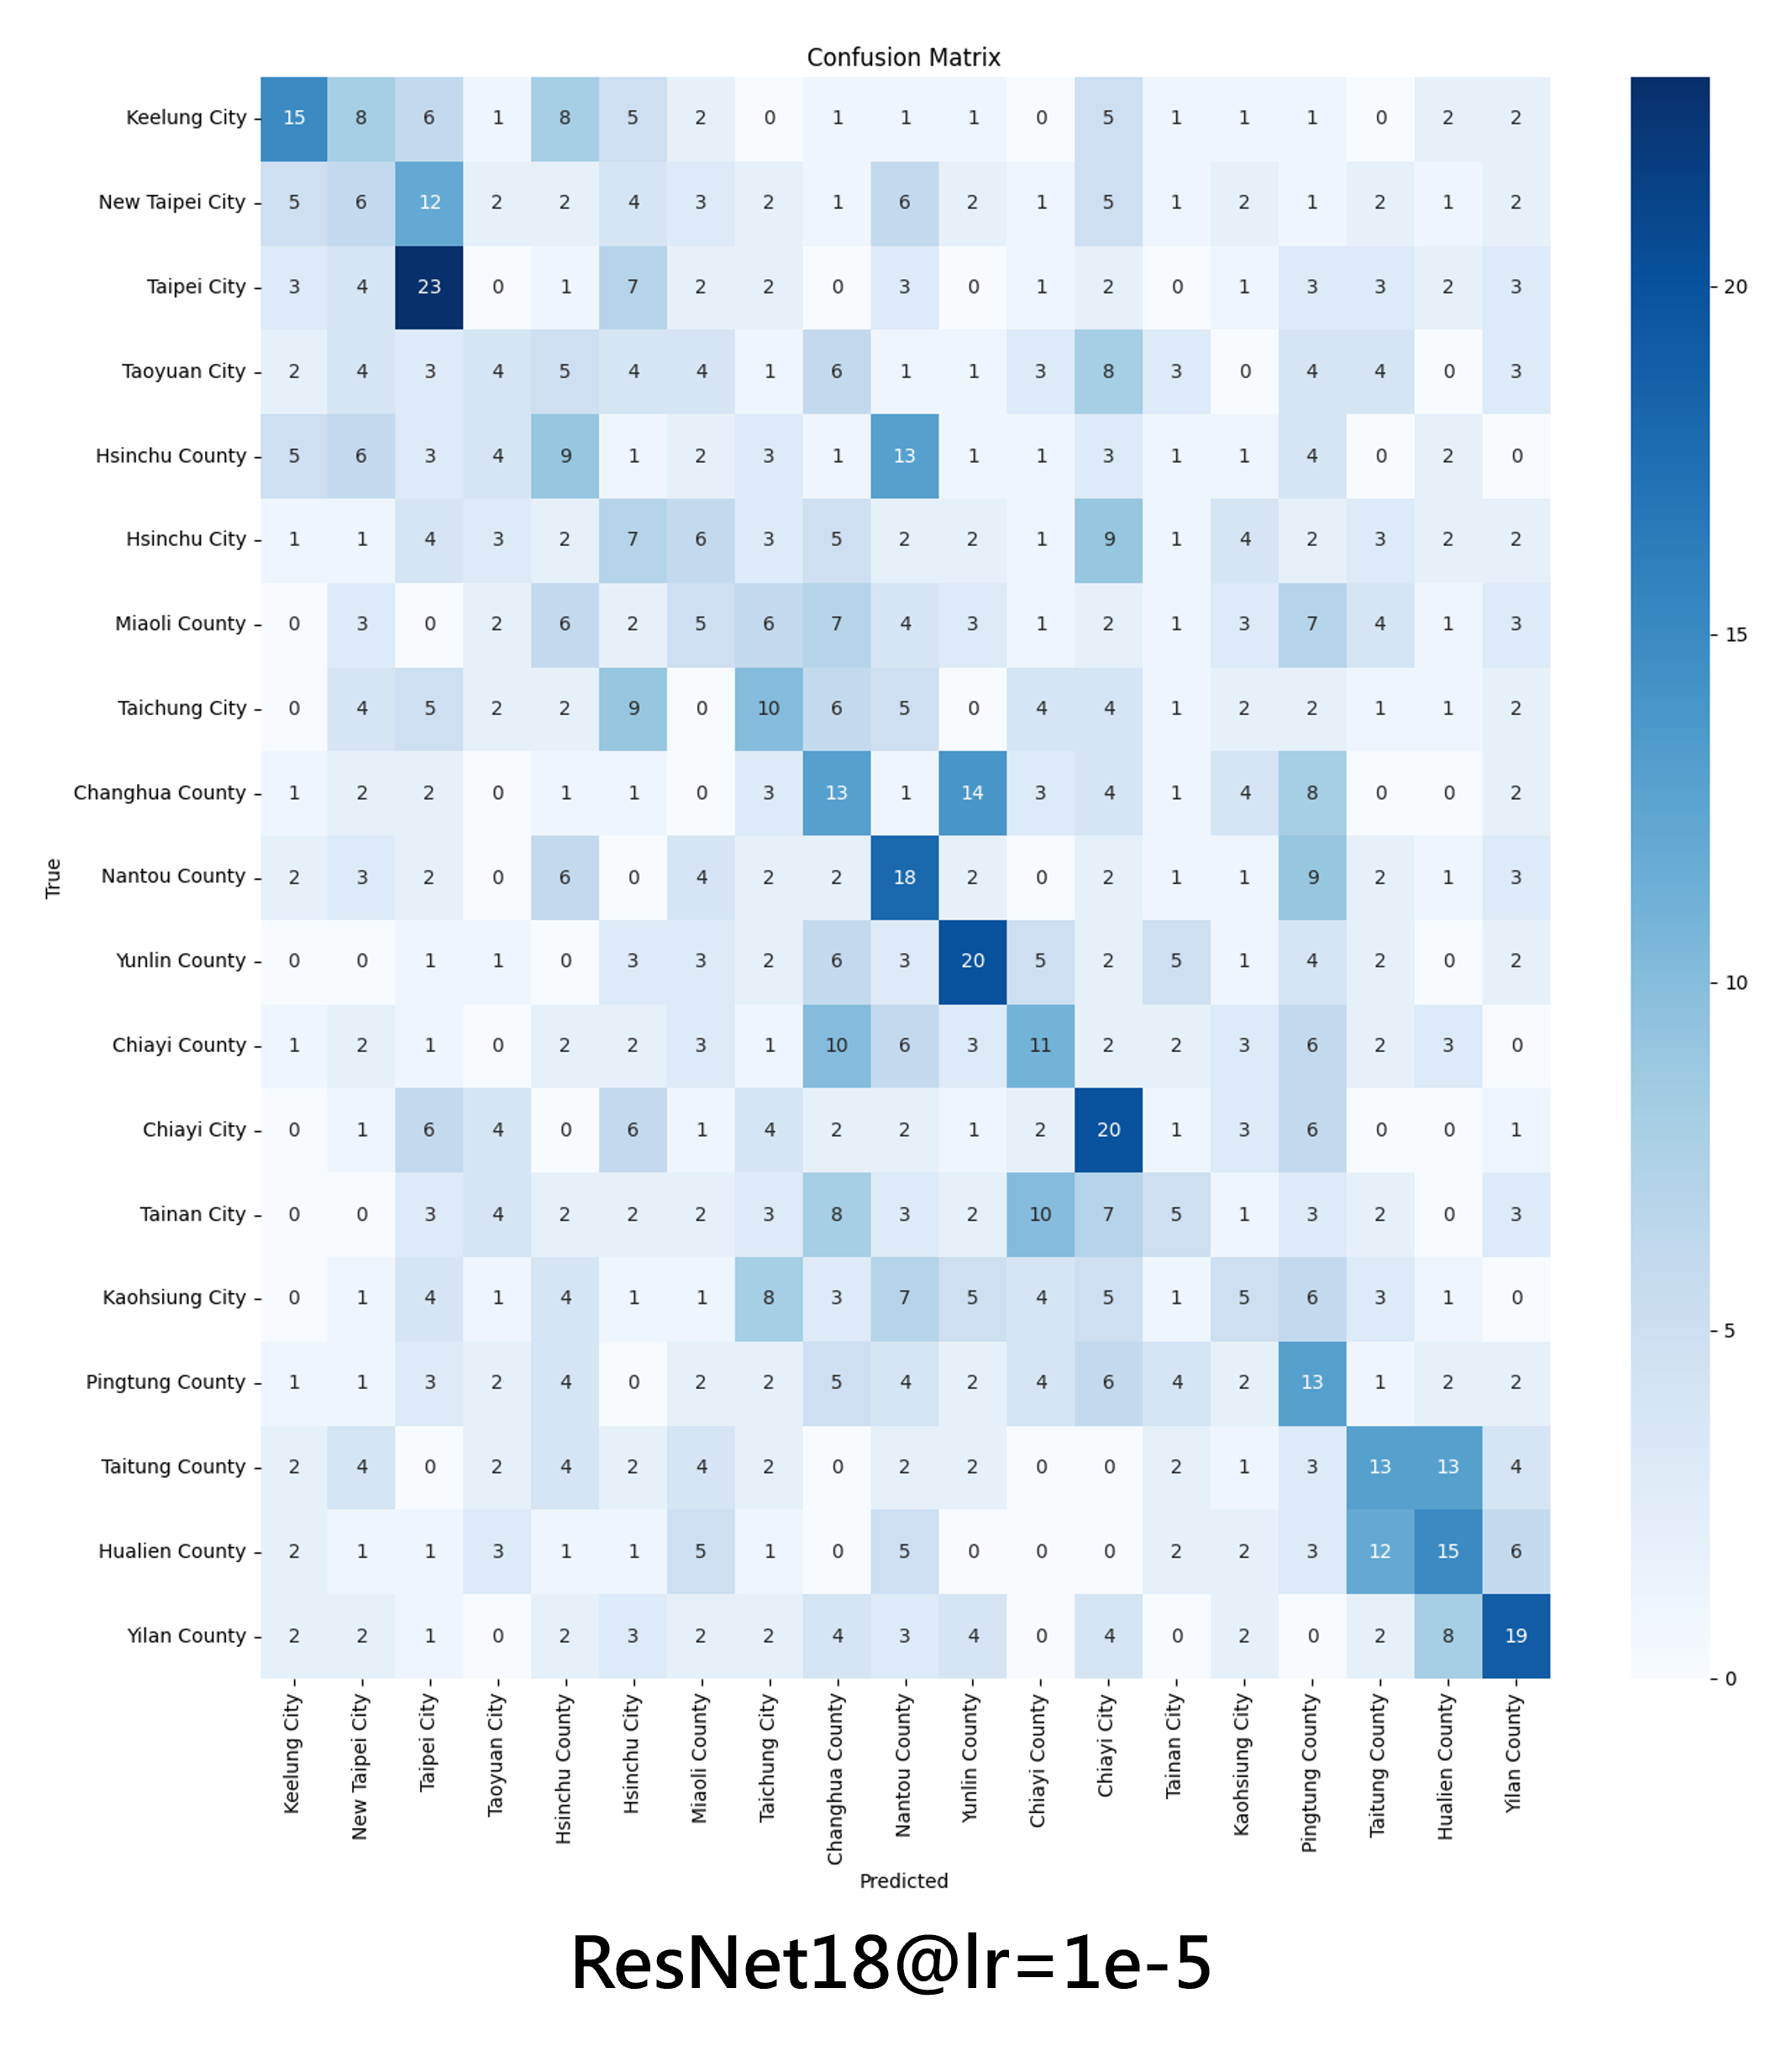 Confusion Matrix
Keelung City 15 8 6 1 8 5 2 0 1 1 1 0 5 1 1 1 0 2 2
New Taipei City 5 6 12 2 2 4 3 2 1 6 2 1 5 1 2 1 2 1 2
Taipei City 3 4 23 0 1 7 2 2 0 3 0 1 2 0 1 3 3 2 3
Taoyuan City 2 4 3 4 5 4 4 1 6 1 1 3 8 3 0 4 4 0 3
Hsinchu County 5 6 3 4 9 1 2 3 1 13 1 1 3 1 1 4 0 2 0
Hsinchu City 1 1 4 3 2 7 6 3 5 2 2 1 9 1 4 2 3 2 2
Miaoli County 0 3 0 2 6 2 5 6 7 4 3 1 2 1 3 7 4 1 3
Taichung City 0 4 5 2 2 9 0 10 6 5 0 4 4 1 2 2 1 1 2
Changhua County 1 2 2 0 1 1 0 3 13 1 14 3 4 1 4 8 0 0 2
Nantou County 2 3 2 0 6 0 4 2 2 18 2 0 2 1 1 9 2 1 3
Yunlin County 0 0 1 1 0 3 3 2 6 3 20 5 2 5 1 4 2 0 2
Chiayi County 1 2 1 0 2 2 3 1 10 6 3 11 2 2 3 6 2 3 0
Chiayi City 0 1 6 4 0 6 1 4 2 2 1 2 20 1 3 6 0 0 1
Tainan City 0 0 3 4 2 2 2 3 8 3 2 10 7 5 1 3 2 0 3
Kaohsiung City 0 1 4 1 4 1 1 8 3 7 5 4 5 1 5 6 3 1 0
Pingtung County 1 1 3 2 4 0 2 2 5 4 2 4 6 4 2 13 1 2 2
Taitung County 2 4 0 2 4 2 4 2 0 2 2 0 0 2 1 3 13 13 4
Hualien County 2 1 1 3 1 1 5 1 0 5 0 0 0 2 2 3 12 15 6
Yilan County 2 2 1 0 2 3 2 2 4 3 4 0 4 0 2 0 2 8 19
True
Keelung City
New Taipei City
Taipei City
Taoyuan City
Hsinchu County
Hsinchu City
Miaoli County
Taichung City
Changhua County
Nantou County
Yunlin County
Chiayi County
Chiayi City
Tainan City
Kaohsiung City
Pingtung County
Taitung County
Hualien County
Yilan County
Predicted
20
15
10
5
0
ResNet18@lr=1e-5